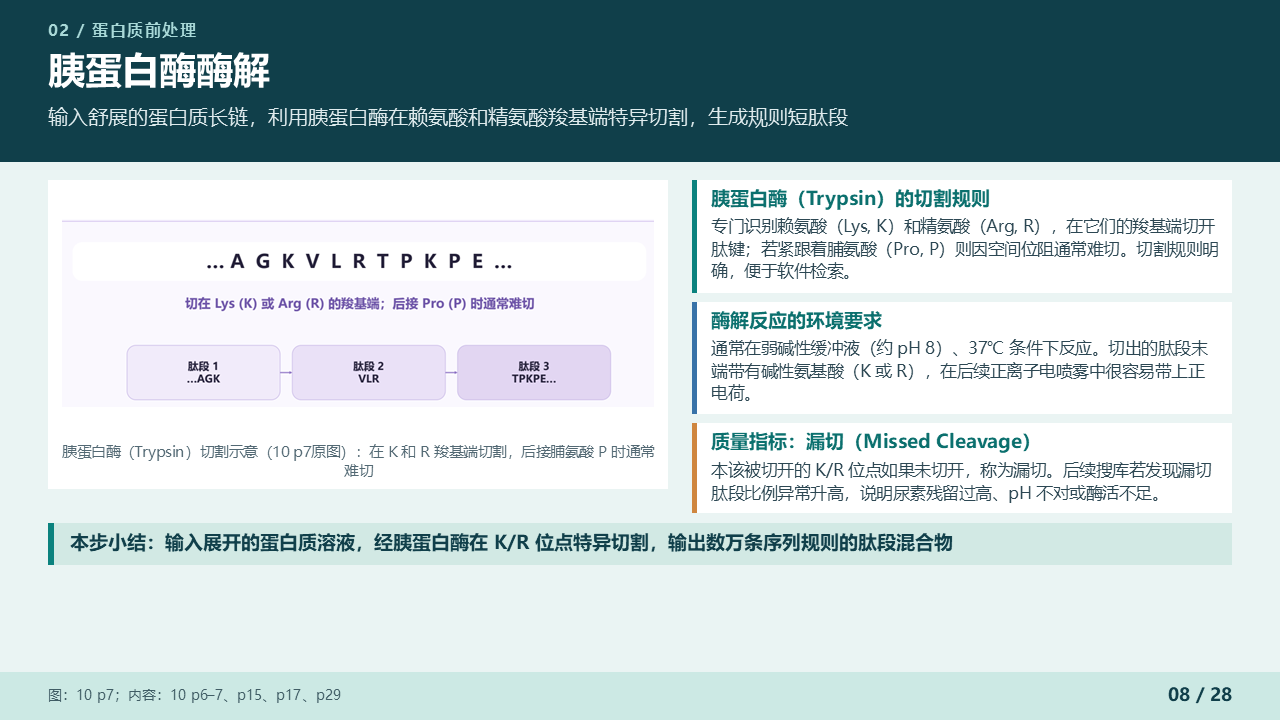 02 / 蛋白质前处理
胰蛋白酶酶解
输入舒展的蛋白质长链，利用胰蛋白酶在赖氨酸和精氨酸羧基端特异切割，生成规则短肽段
…A G K V L R T P K P E …
切在 Lys (K) 或 Arg (R) 的羧基端；后接 Pro (P) 时通常难切
肽段 1
…AGK
肽段 2
VLR
肽段 3
TPKPE…
胰蛋白酶（Trypsin）切割示意（10 p7原图）：在 K 和 R 羧基端切割，后接脯氨酸 P 时通常
难切
胰蛋白酶（Trypsin）的切割规则
专门识别赖氨酸（Lys, K）和精氨酸（Arg, R），在它们的羧基端切开
肽键；若紧跟着脯氨酸（Pro, P）则因空间位阻通常难切。切割规则明
确，便于软件检索。
酶解反应的环境要求
通常在弱碱性缓冲液（约 pH 8）、37℃ 条件下反应。切出的肽段末
端带有碱性氨基酸（K 或 R），在后续正离子电喷雾中很容易带上正
电荷。
质量指标：漏切（Missed Cleavage）
本该被切开的 K/R 位点如果未切开，称为漏切。后续搜库若发现漏切
肽段比例异常升高，说明尿素残留过高、pH 不对或酶活不足。
本步小结：输入展开的蛋白质溶液，经胰蛋白酶在 K/R 位点特异切割，输出数万条序列规则的肽段混合物
图：10 p7；内容：10 p6–7、p15、p17、p29
08 / 28